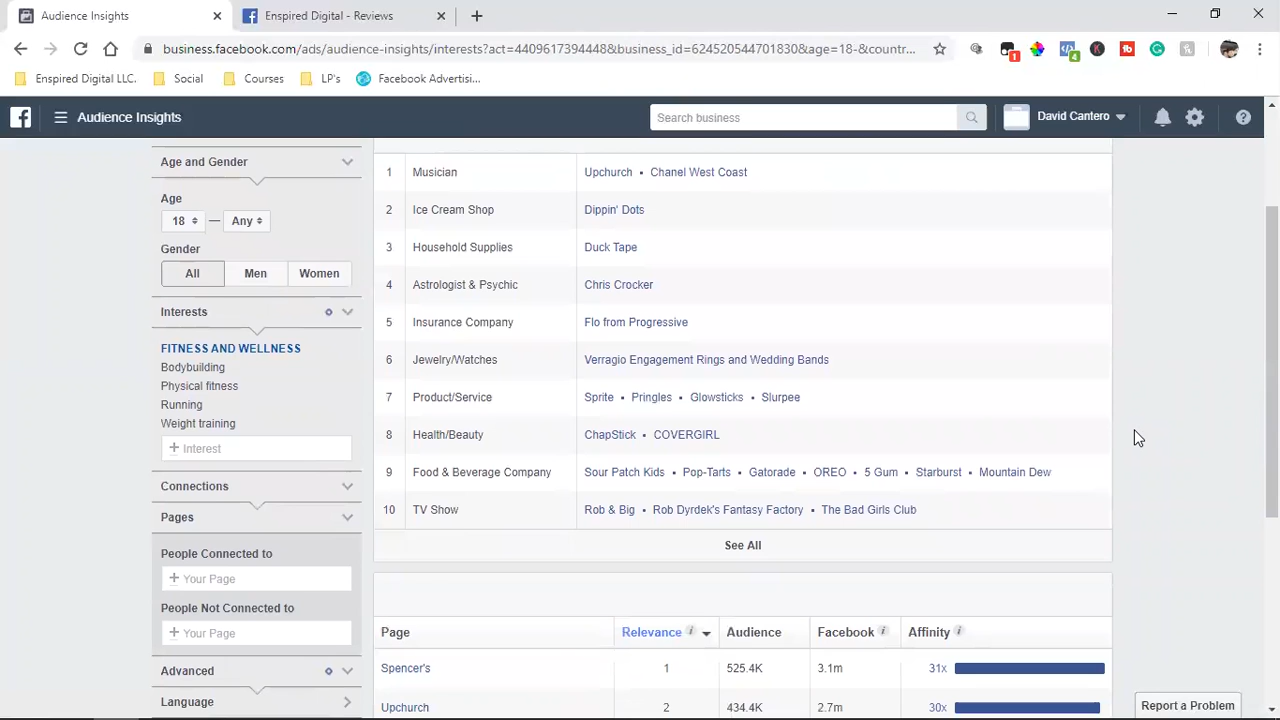 Audience Insights
Enspired Digital - Reviews
business.facebook.com/ads/audience-insights/interests?act=4409617394448&business_id=624520544701830&age=18-&countr...
1
4
Enspired Digital LLC.
Social
Courses
LP's
Facebook Advertisi...
Audience Insights
Search business
David Cantero
Age and Gender
Age
18 — Any
Gender
All Men Women
Interests
FITNESS AND WELLNESS
Bodybuilding
Physical fitness
Running
Weight training
+ Interest
Connections
Pages
People Connected to
+ Your Page
People Not Connected to
+ Your Page
Advanced
Language
1 Musician Upchurch • Chanel West Coast
2 Ice Cream Shop Dippin' Dots
3 Household Supplies Duck Tape
4 Astrologist & Psychic Chris Crocker
5 Insurance Company Flo from Progressive
6 Jewelry/Watches Verragio Engagement Rings and Wedding Bands
7 Product/Service Sprite • Pringles • Glowsticks • Slurpee
8 Health/Beauty ChapStick • COVERGIRL
9 Food & Beverage Company Sour Patch Kids • Pop-Tarts • Gatorade • OREO • 5 Gum • Starburst • Mountain Dew
10 TV Show Rob & Big • Rob Dyrdek's Fantasy Factory • The Bad Girls Club
See All
Page Relevance Audience Facebook Affinity
Spencer's 1 525.4K 3.1m 31x
Upchurch 2 434.4K 2.7m 30x
Report a Problem